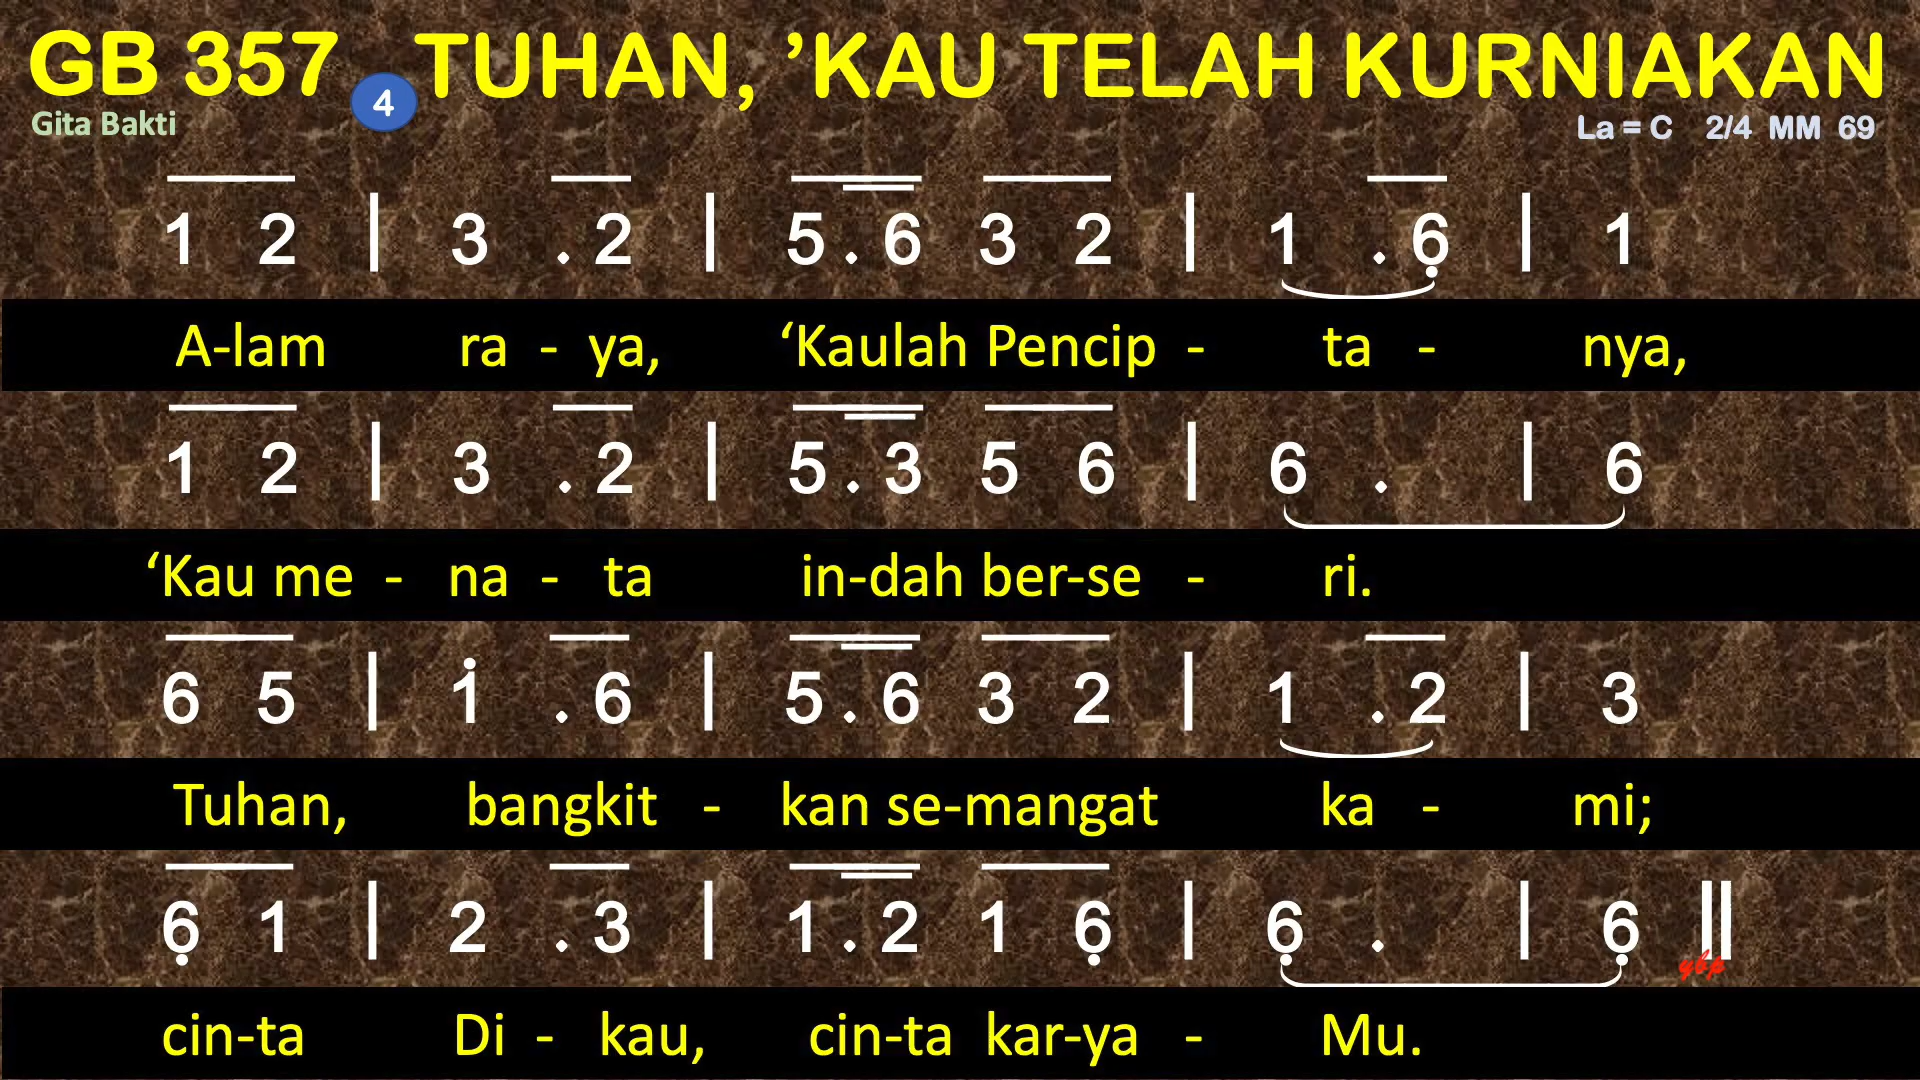 GB 357 4 TUHAN, ’KAU TELAH KURNIAKAN
Gita Bakti La = C 2/4 MM 69
1 2 | 3 . 2 | 5 . 6 3 2 | 1 . 6̣ | 1
A-lam ra - ya, ‘Kaulah Pencip - ta - nya,
1 2 | 3 . 2 | 5 . 3 5 6 | 6 . | 6
‘Kau me - na - ta in-dah ber-se - ri.
6 5 | 1̇ . 6 | 5 . 6 3 2 | 1 . 2 | 3
Tuhan, bangkit - kan se-mangat ka - mi;
6̣ 1 | 2 . 3 | 1 . 2 1 6̣ | 6̣ . | 6̣ ||
ybp
cin-ta Di - kau, cin-ta kar-ya - Mu.